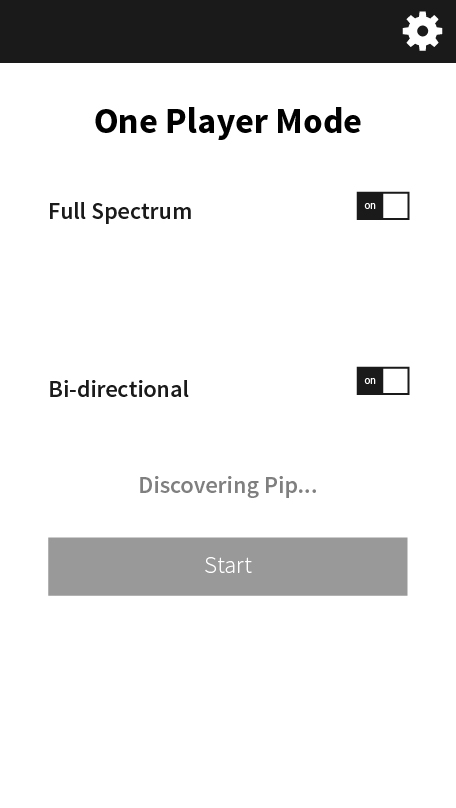 One Player Mode
Full Spectrum
on
Bi-directional
on
Discovering Pip...
Start